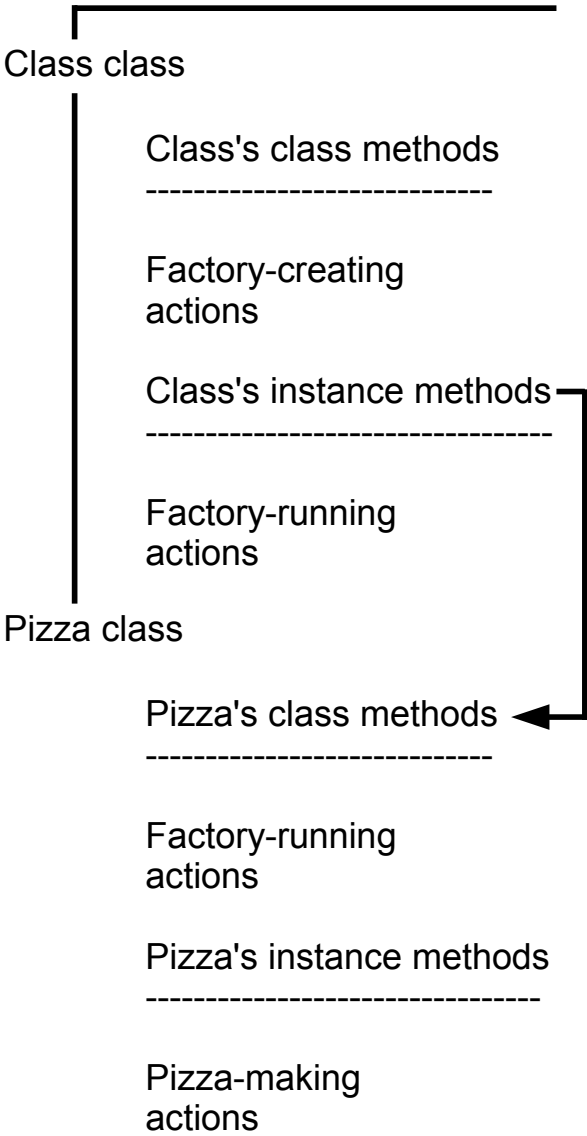 Class class
Class's class methods
-----------------------------
Factory-creating
actions
Class's instance methods
----------------------------------
Factory-running
actions
Pizza class
Pizza's class methods
-----------------------------
Factory-running
actions
Pizza's instance methods
---------------------------------
Pizza-making
actions